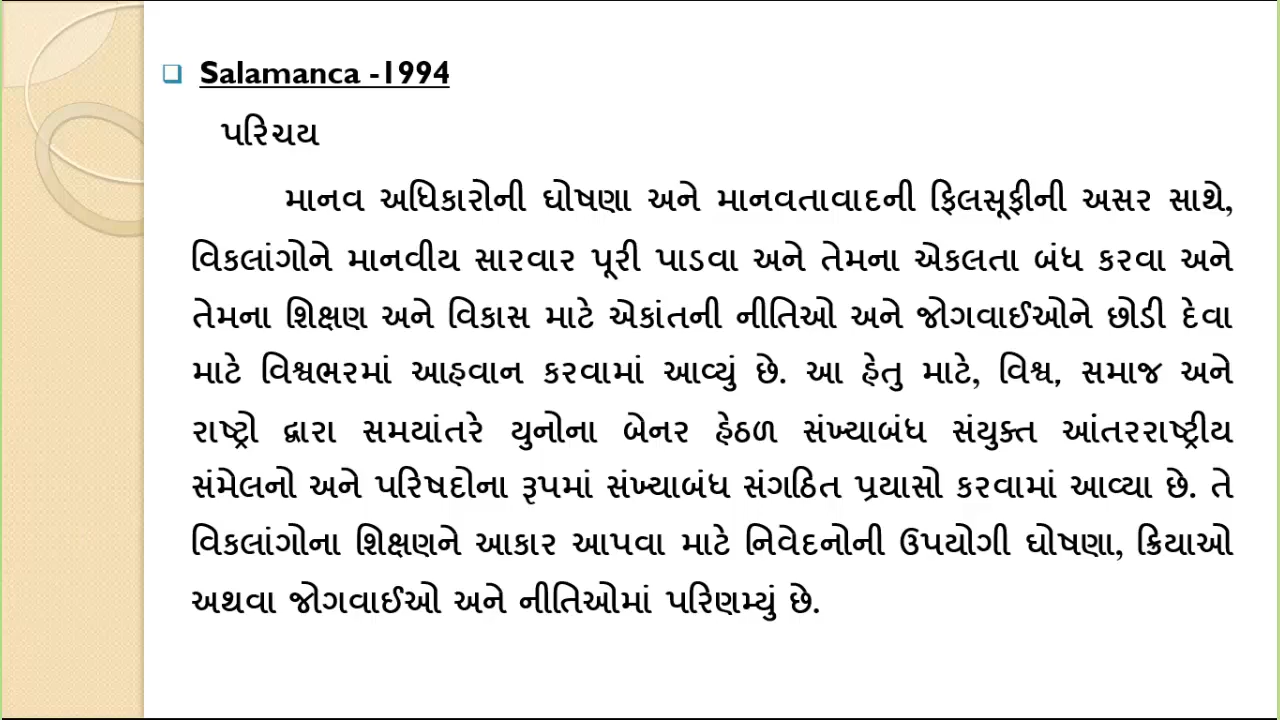 Salamanca -1994
પરિચય
માનવ અધિકારોની ઘોષણા અને માનવતાવાદની ફિલસૂફીની અસર સાથે,
વિકલાંગોને માનવીય સારવાર પૂરી પાડવા અને તેમના એકલતા બંધ કરવા અને
તેમના શિક્ષણ અને વિકાસ માટે એકાંતની નીતિઓ અને જોગવાઈઓને છોડી દેવા
માટે વિશ્વભરમાં આહવાન કરવામાં આવ્યું છે. આ હેતુ માટે, વિશ્વ, સમાજ અને
રાષ્ટ્રો દ્વારા સમયાંતરે યુનોના બેનર હેઠળ સંખ્યાબંધ સંયુક્ત આંતરરાષ્ટ્રીય
સંમેલનો અને પરિષદોના રૂપમાં સંખ્યાબંધ સંગઠિત પ્રયાસો કરવામાં આવ્યા છે. તે
વિકલાંગોના શિક્ષણને આકાર આપવા માટે નિવેદનોની ઉપયોગી ઘોષણા, ક્રિયાઓ
અથવા જોગવાઈઓ અને નીતિઓમાં પરિણમ્યું છે.